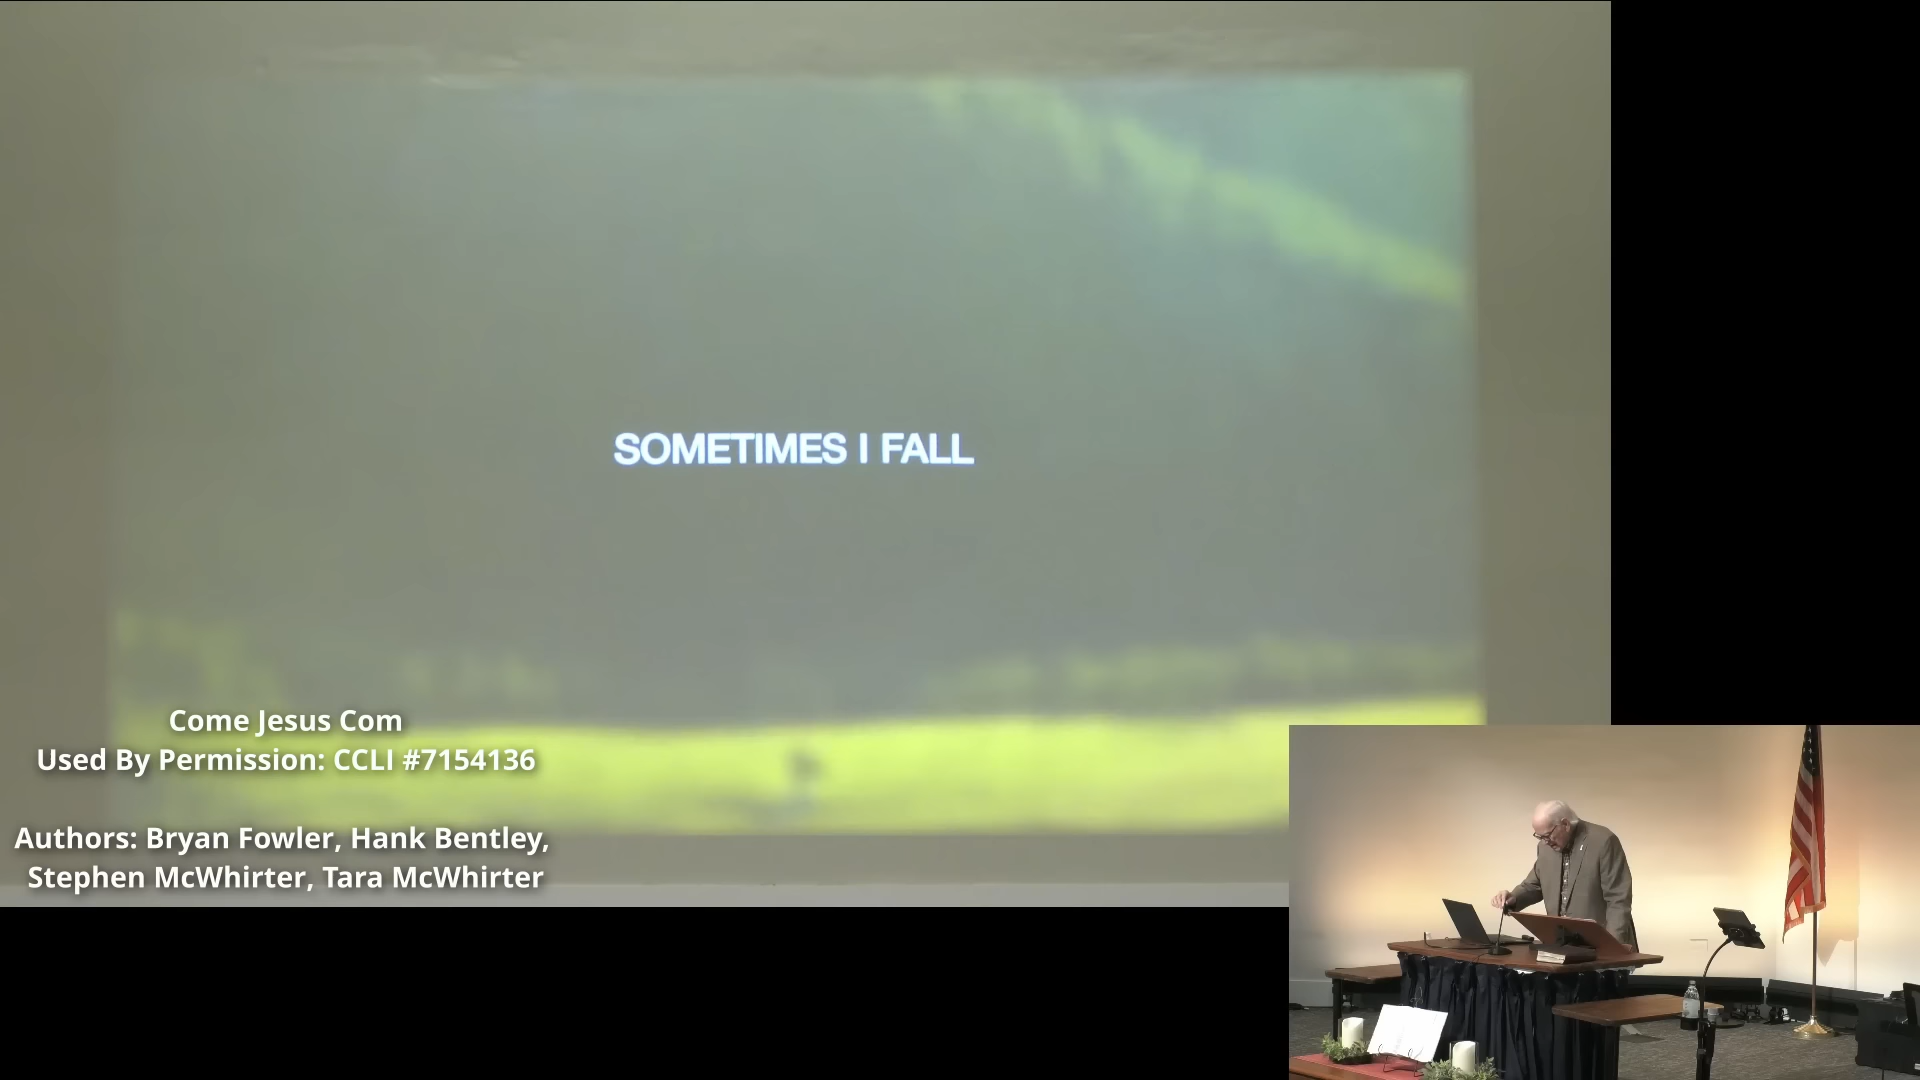 SOMETIMES I FALL
Come Jesus Com
Used By Permission: CCLI #7154136
Authors: Bryan Fowler, Hank Bentley,
Stephen McWhirter, Tara McWhirter